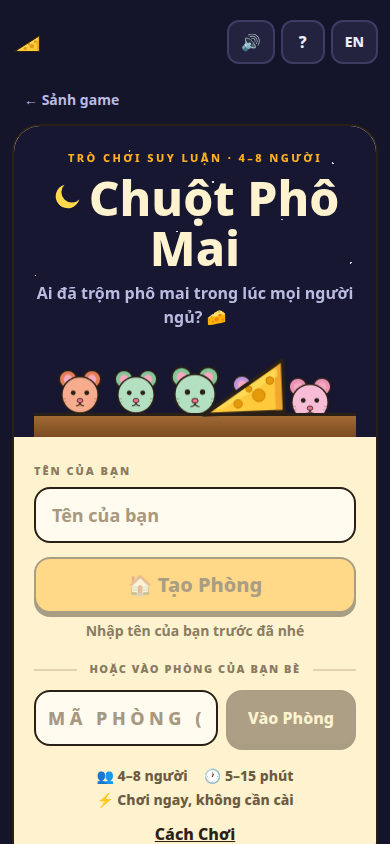 🔊 ? EN
← Sảnh game
TRÒ CHƠI SUY LUẬN · 4–8 NGƯỜI
Chuột Phô
Mai
Ai đã trộm phô mai trong lúc mọi người
ngủ? 🧀
TÊN CỦA BẠN
Tên của bạn
🏠 Tạo Phòng
Nhập tên của bạn trước đã nhé
HOẶC VÀO PHÒNG CỦA BẠN BÈ
MÃ PHÒNG (
Vào Phòng
👥 4–8 người 🕐 5–15 phút
⚡ Chơi ngay, không cần cài
Cách Chơi